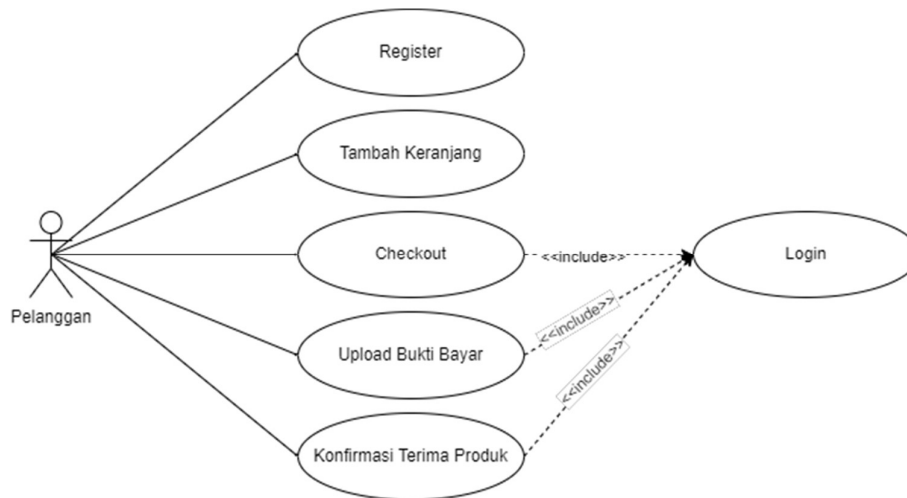 Register
Tambah Keranjang
Checkout
<<include>>
Login
Pelanggan
Upload Bukti Bayar
<<include>>
<<include>>
Konfirmasi Terima Produk